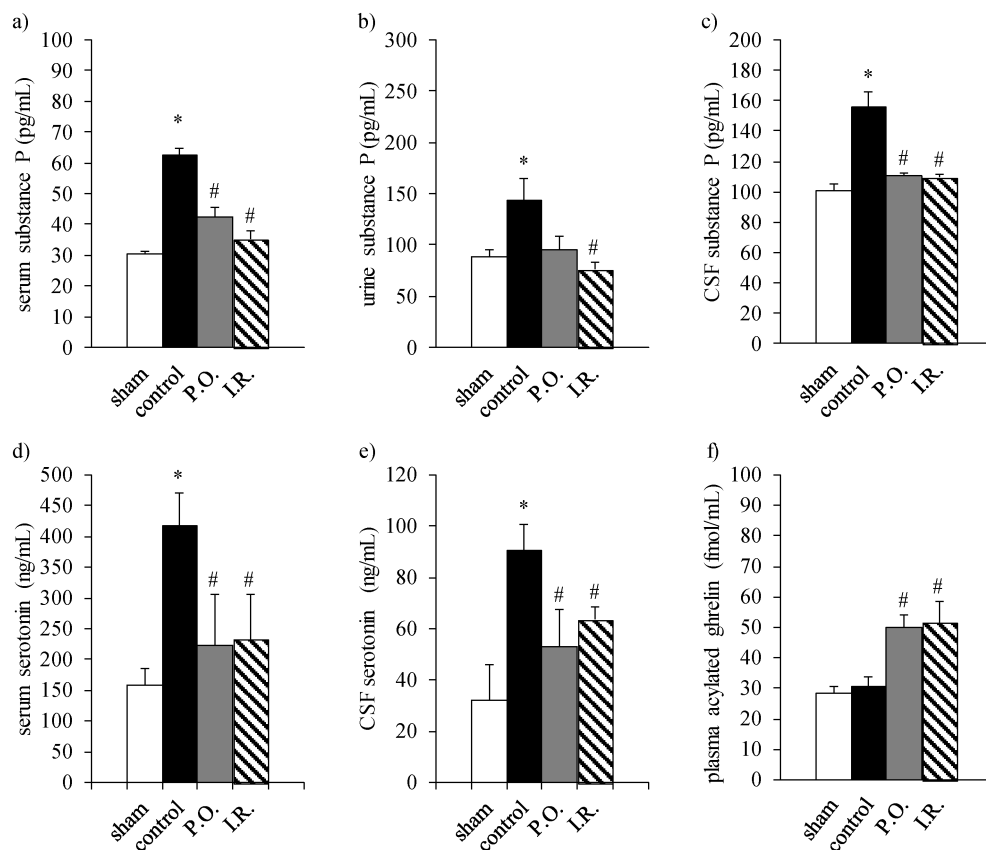 a)
serum substance P (pg/mL)
100
90
80
70
60
50
40
30
20
10
0
*
#
#
sham
control
P.O.
I.R.
b)
urine substance P (pg/mL)
300
250
200
150
100
50
0
*
#
sham
control
P.O.
I.R.
c)
CSF substance P (pg/mL)
200
180
160
140
120
100
80
60
40
20
0
*
#
#
sham
control
P.O.
I.R.
d)
serum serotonin (ng/mL)
500
450
400
350
300
250
200
150
100
50
0
*
#
#
sham
control
P.O.
I.R.
e)
CSF serotonin (ng/mL)
120
100
80
60
40
20
0
*
#
#
sham
control
P.O.
I.R.
f)
plasma acylated ghrelin (fmol/mL)
100
90
80
70
60
50
40
30
20
10
0
#
#
sham
control
P.O.
I.R.